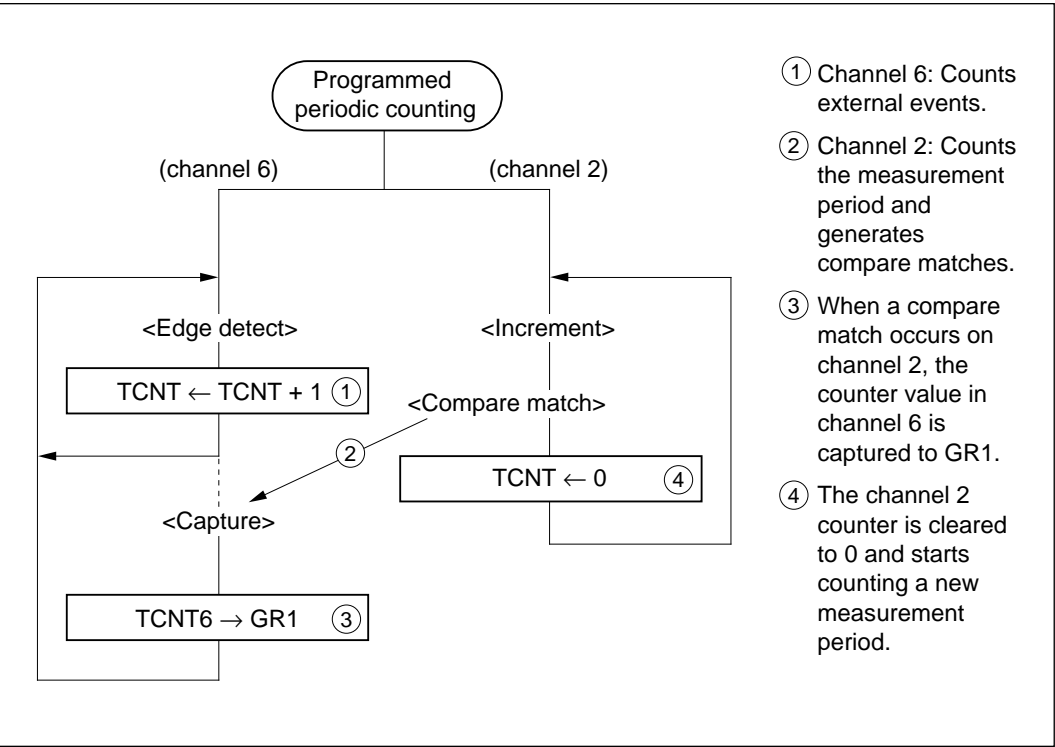 Programmed
periodic counting
(channel 6)
(channel 2)
<Edge detect>
<Increment>
TCNT ← TCNT + 1 ①
<Compare match>
②
TCNT ← 0 ④
<Capture>
TCNT6 → GR1 ③
① Channel 6: Counts
external events.
② Channel 2: Counts
the measurement
period and
generates
compare matches.
③ When a compare
match occurs on
channel 2, the
counter value in
channel 6 is
captured to GR1.
④ The channel 2
counter is cleared
to 0 and starts
counting a new
measurement
period.